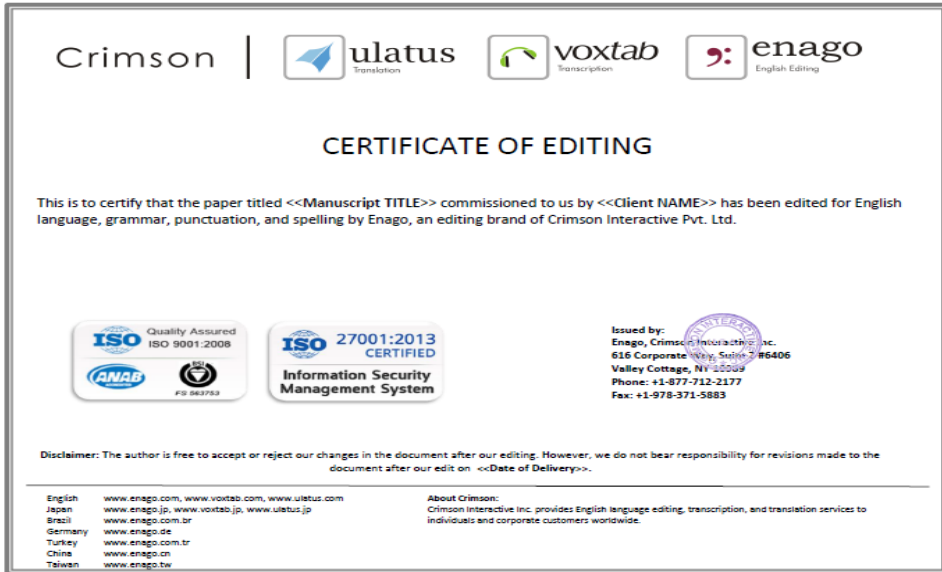 Crimson
ulatus
Translation
voxtab
Transcription
enago
English Editing
CERTIFICATE OF EDITING
This is to certify that the paper titled <<Manuscript TITLE>> commissioned to us by <<Client NAME>> has been edited for English
language, grammar, punctuation, and spelling by Enago, an editing brand of Crimson Interactive Pvt. Ltd.
ISO
Quality Assured
ISO 9001:2008
ANAB
BSI
FS 563753
ISO
27001:2013
CERTIFIED
Information Security
Management System
Issued by:
Enago, Crimson Interactive Inc.
616 Corporate Way, Suite 2 #6406
Valley Cottage, NY 10989
Phone: +1-877-712-2177
Fax: +1-978-371-5883
Disclaimer: The author is free to accept or reject our changes in the document after our editing. However, we do not bear responsibility for revisions made to the
document after our edit on <<Date of Delivery>>.
English www.enago.com, www.voxtab.com, www.ulatus.com
Japan www.enago.jp, www.voxtab.jp, www.ulatus.jp
Brazil www.enago.com.br
Germany www.enago.de
Turkey www.enago.com.tr
China www.enago.cn
Taiwan www.enago.tw
About Crimson:
Crimson Interactive Inc. provides English language editing, transcription, and translation services to
individuals and corporate customers worldwide.